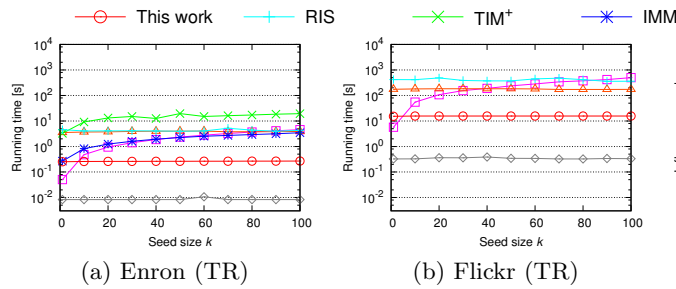 This work RIS TIM+ IMM
Running time [s]
10^4
10^3
10^2
10^1
10^0
10^-1
10^-2
0 20 40 60 80 100
Seed size k
(a) Enron (TR)
Running time [s]
10^4
10^3
10^2
10^1
10^0
10^-1
10^-2
0 20 40 60 80 100
Seed size k
(b) Flickr (TR)